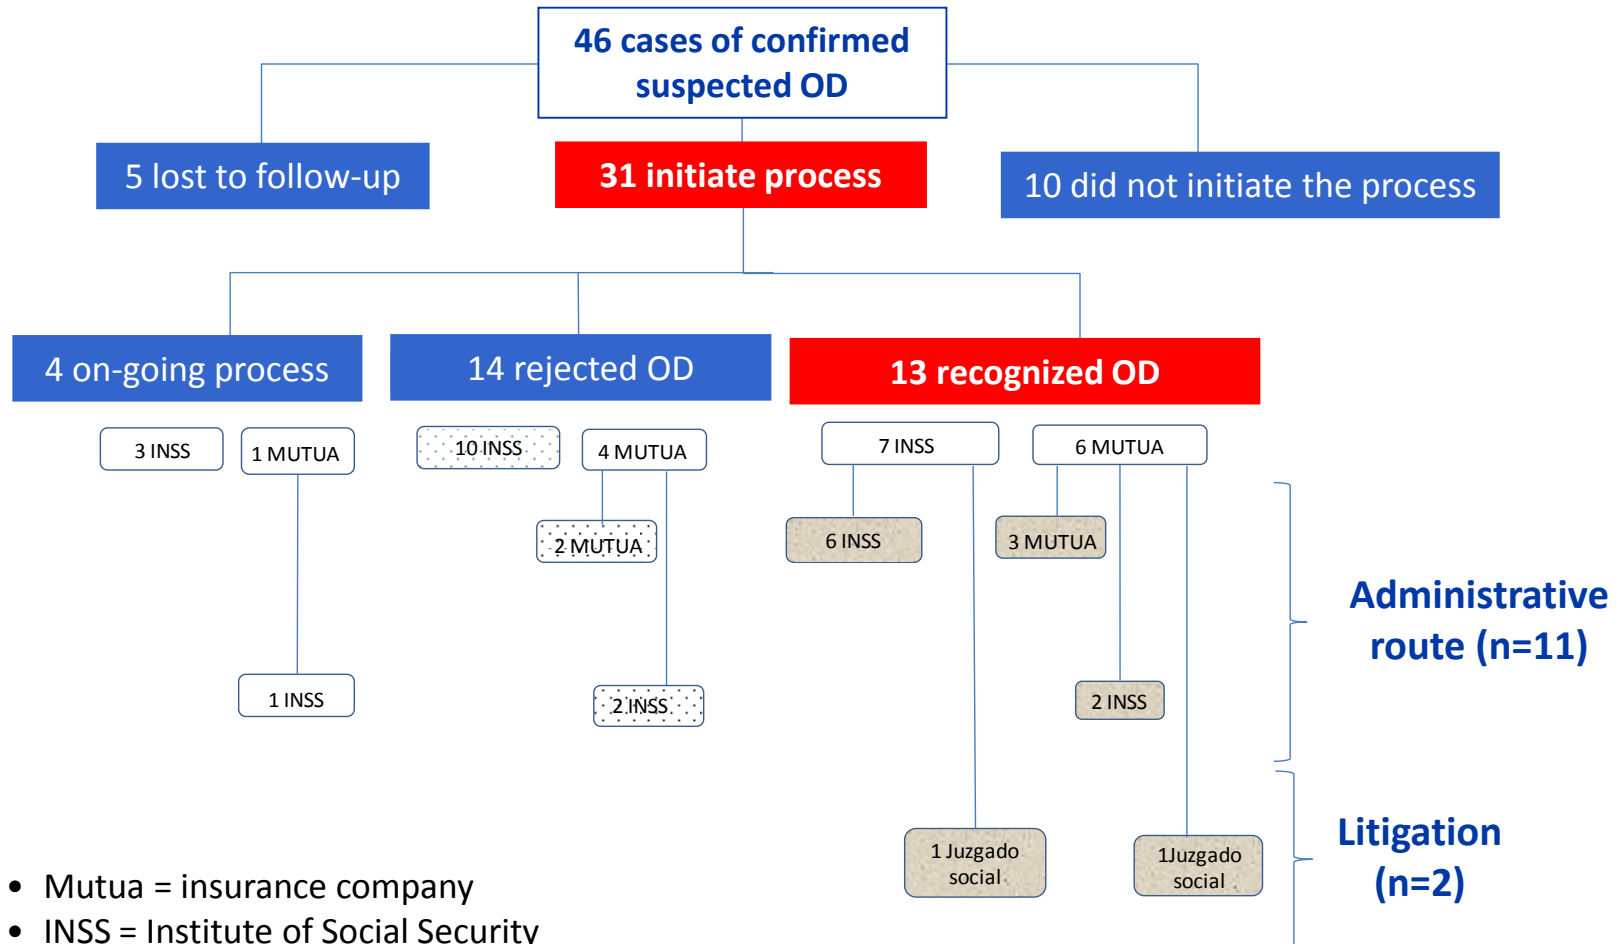 46 cases of confirmed
suspected OD
5 lost to follow-up
31 initiate process
10 did not initiate the process
4 on-going process
14 rejected OD
13 recognized OD
3 INSS
1 MUTUA
10 INSS
4 MUTUA
7 INSS
6 MUTUA
2 MUTUA
6 INSS
3 MUTUA
Administrative
route (n=11)
1 INSS
2 INSS
2 INSS
1 Juzgado
social
1Juzgado
social
Litigation
(n=2)
• Mutua = insurance company
• INSS = Institute of Social Security